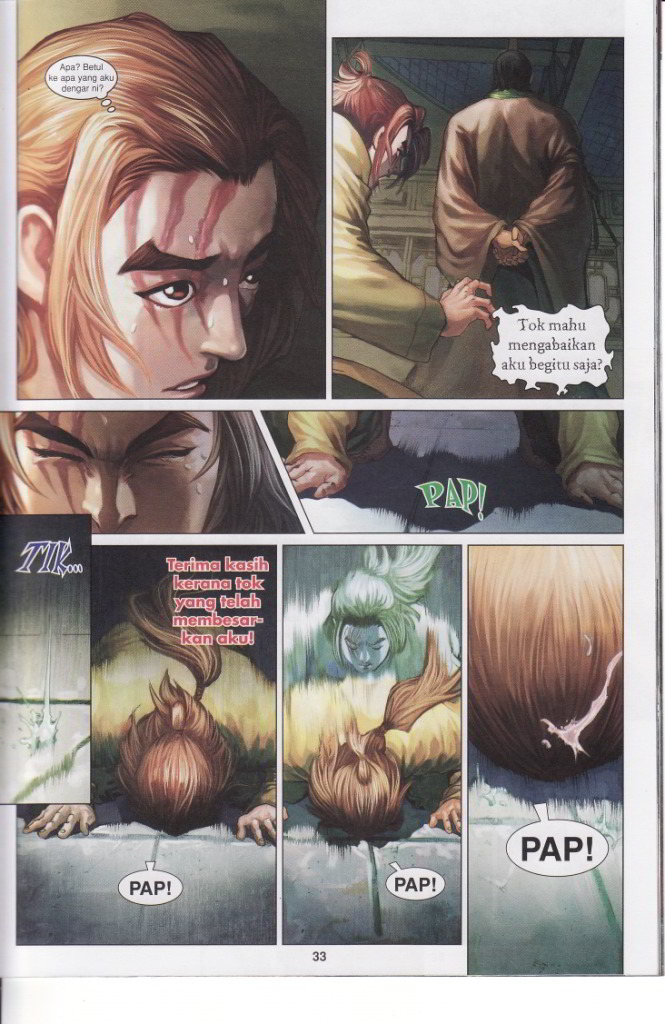 Apa? Betul
ke apa yang aku
dengar ni?
Tok mahu
mengabaikan
aku begitu saja?
PAP!
TIK...
Terima kasih
kerana tok
yang telah
membesar-
kan aku!
PAP!
PAP!
PAP!
33